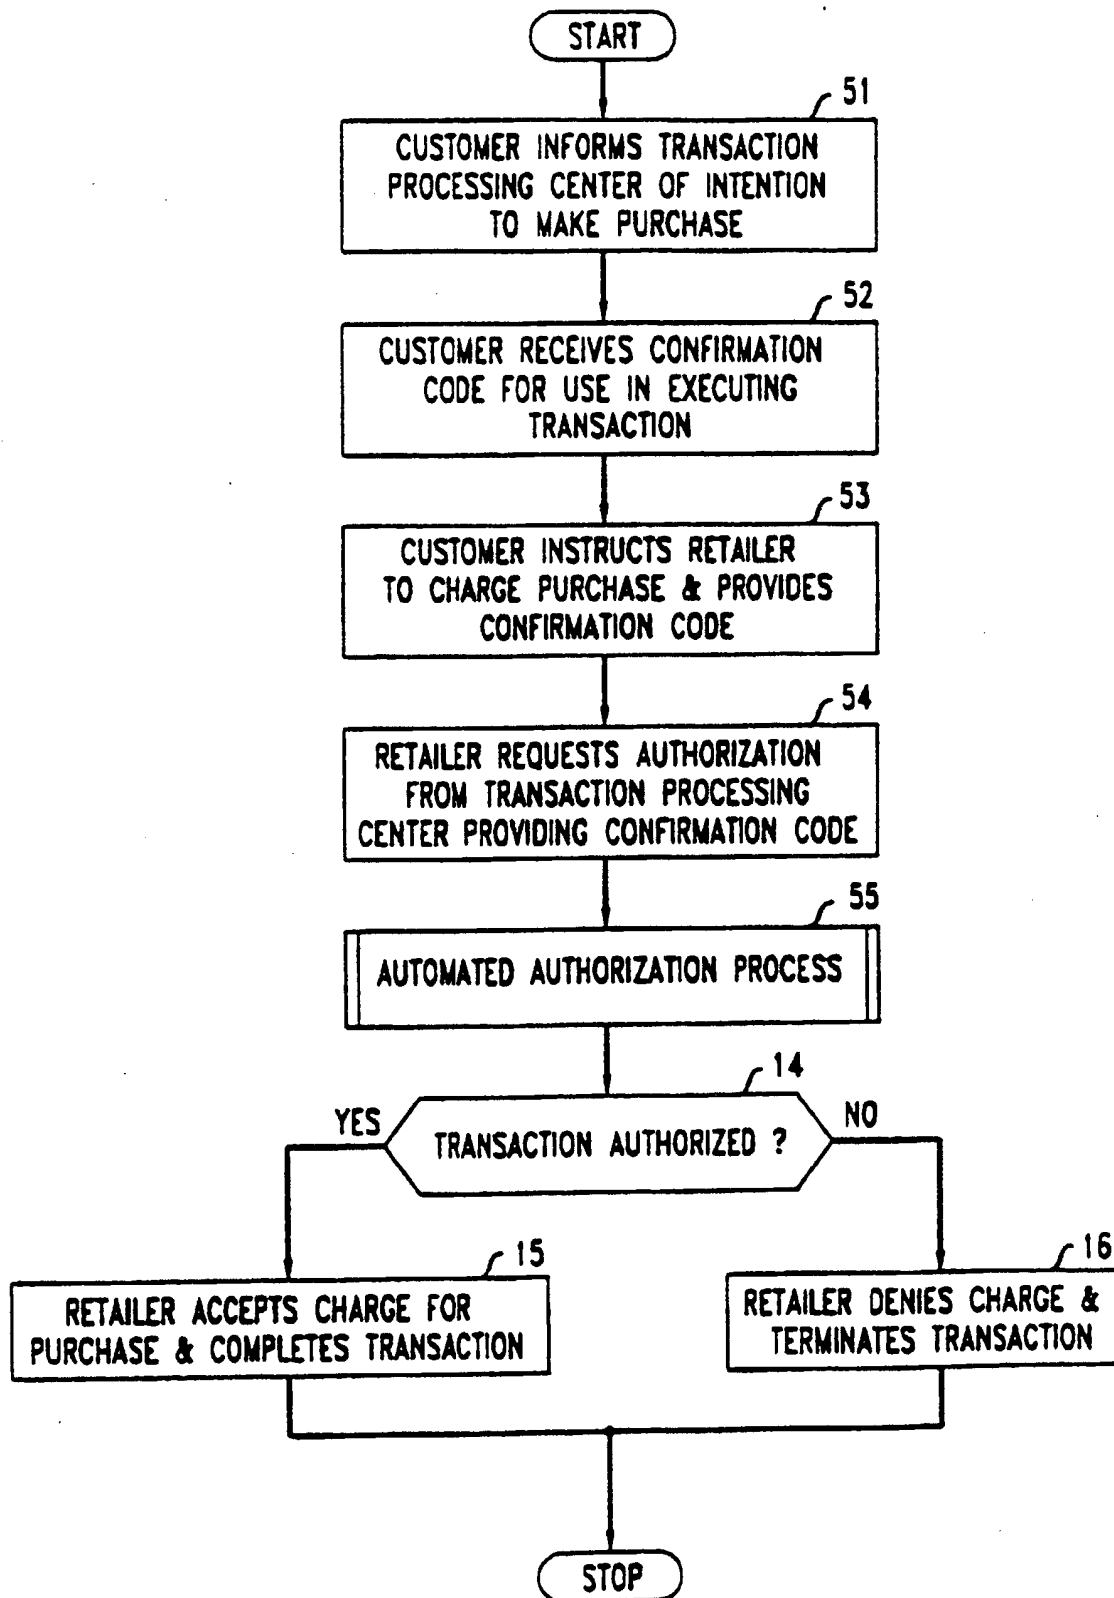 START
51
CUSTOMER INFORMS TRANSACTION
PROCESSING CENTER OF INTENTION
TO MAKE PURCHASE
52
CUSTOMER RECEIVES CONFIRMATION
CODE FOR USE IN EXECUTING
TRANSACTION
53
CUSTOMER INSTRUCTS RETAILER
TO CHARGE PURCHASE & PROVIDES
CONFIRMATION CODE
54
RETAILER REQUESTS AUTHORIZATION
FROM TRANSACTION PROCESSING
CENTER PROVIDING CONFIRMATION CODE
55
AUTOMATED AUTHORIZATION PROCESS
14
YES
TRANSACTION AUTHORIZED ?
NO
15
RETAILER ACCEPTS CHARGE FOR
PURCHASE & COMPLETES TRANSACTION
16
RETAILER DENIES CHARGE &
TERMINATES TRANSACTION
STOP